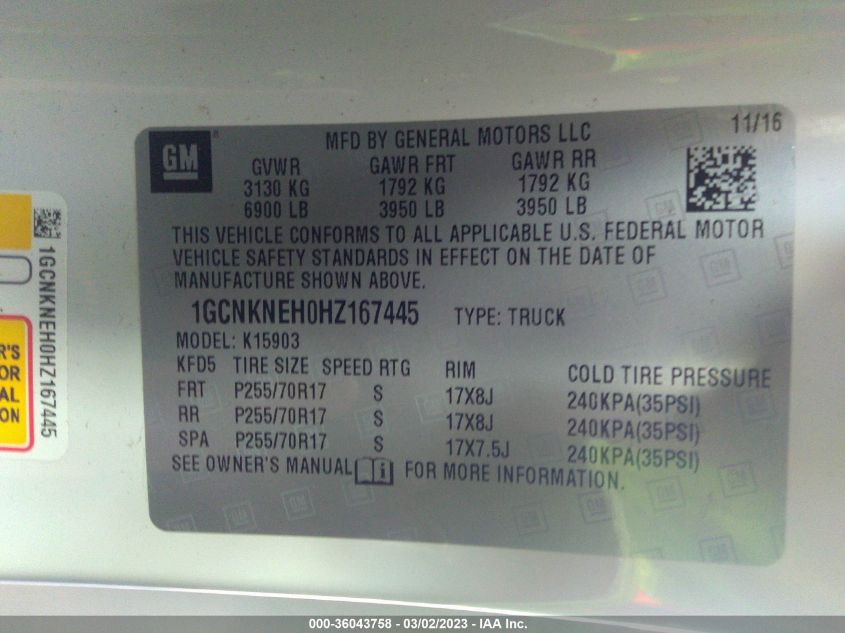 GM
MFD BY GENERAL MOTORS LLC
11/16
GVWR GAWR FRT GAWR RR
3130 KG 1792 KG 1792 KG
6900 LB 3950 LB 3950 LB
THIS VEHICLE CONFORMS TO ALL APPLICABLE U.S. FEDERAL MOTOR
VEHICLE SAFETY STANDARDS IN EFFECT ON THE DATE OF
MANUFACTURE SHOWN ABOVE.
1GCNKNEH0HZ167445 TYPE: TRUCK
MODEL: K15903
KFD5 TIRE SIZE SPEED RTG RIM COLD TIRE PRESSURE
FRT P255/70R17 S 17X8J 240KPA(35PSI)
RR P255/70R17 S 17X8J 240KPA(35PSI)
SPA P255/70R17 S 17X7.5J 240KPA(35PSI)
SEE OWNER'S MANUAL FOR MORE INFORMATION.
1GCNKNEH0HZ167445
000-36043758 - 03/02/2023 - IAA Inc.